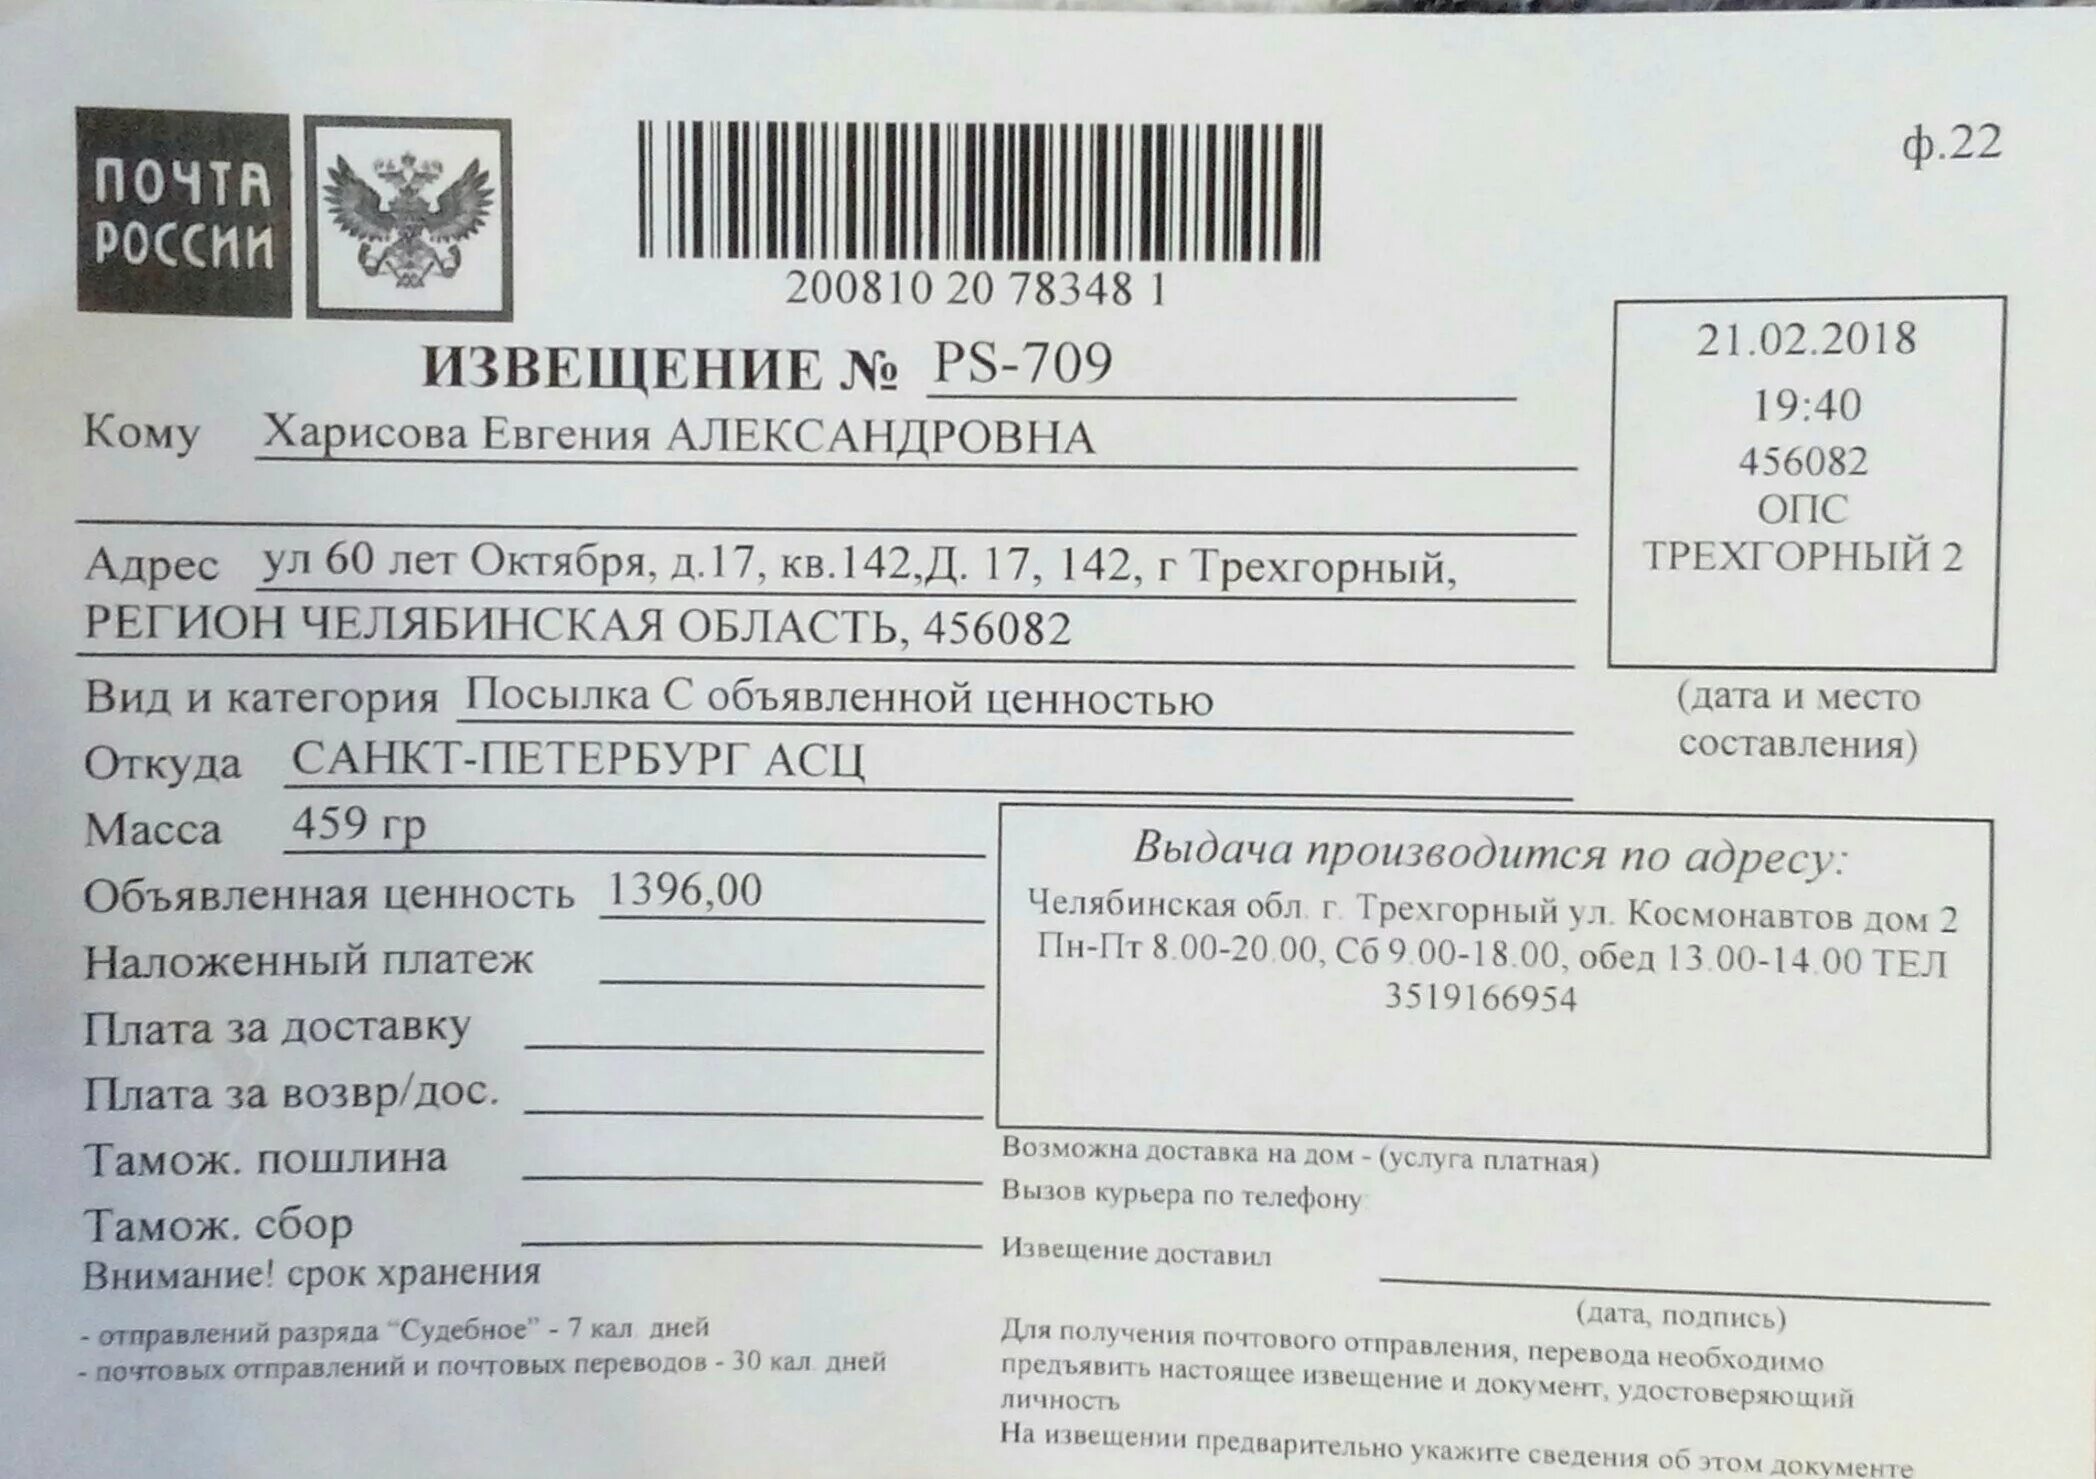 ПОЧТА
РОССИИ
ф.22
200810 20 78348 1
ИЗВЕЩЕНИЕ № PS-709
21.02.2018
19:40
456082
ОПС
ТРЕХГОРНЫЙ 2
(дата и место
составления)
Кому Харисова Евгения АЛЕКСАНДРОВНА
Адрес ул 60 лет Октября, д.17, кв.142,Д. 17, 142, г Трехгорный,
РЕГИОН ЧЕЛЯБИНСКАЯ ОБЛАСТЬ, 456082
Вид и категория Посылка С объявленной ценностью
Откуда САНКТ-ПЕТЕРБУРГ АСЦ
Масса 459 гр
Объявленная ценность 1396,00
Наложенный платеж
Плата за доставку
Плата за возвр/дос.
Тамож. пошлина
Тамож. сбор
Внимание! срок хранения
- отправлений разряда “Судебное” - 7 кал. дней
- почтовых отправлений и почтовых переводов - 30 кал. дней
Выдача производится по адресу:
Челябинская обл. г. Трехгорный ул. Космонавтов дом 2
Пн-Пт 8.00-20.00, Сб 9.00-18.00, обед 13.00-14.00 ТЕЛ
3519166954
Возможна доставка на дом - (услуга платная)
Вызов курьера по телефону
Извещение доставил
(дата, подпись)
Для получения почтового отправления, перевода необходимо
предъявить настоящее извещение и документ, удостоверяющий
личность
На извещении предварительно укажите сведения об этом документе